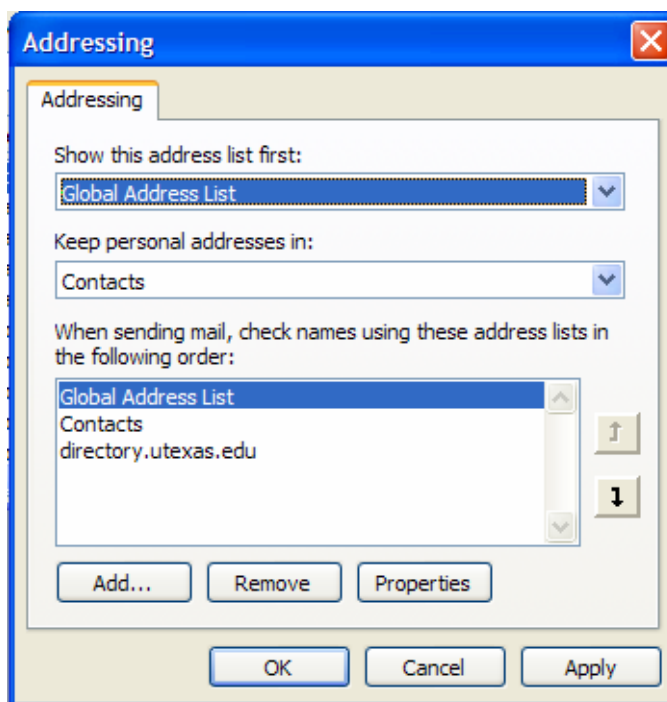 Addressing
Addressing
Show this address list first:
Global Address List
Keep personal addresses in:
Contacts
When sending mail, check names using these address lists in
the following order:
Global Address List
Contacts
directory.utexas.edu
Add...
Remove
Properties
OK
Cancel
Apply